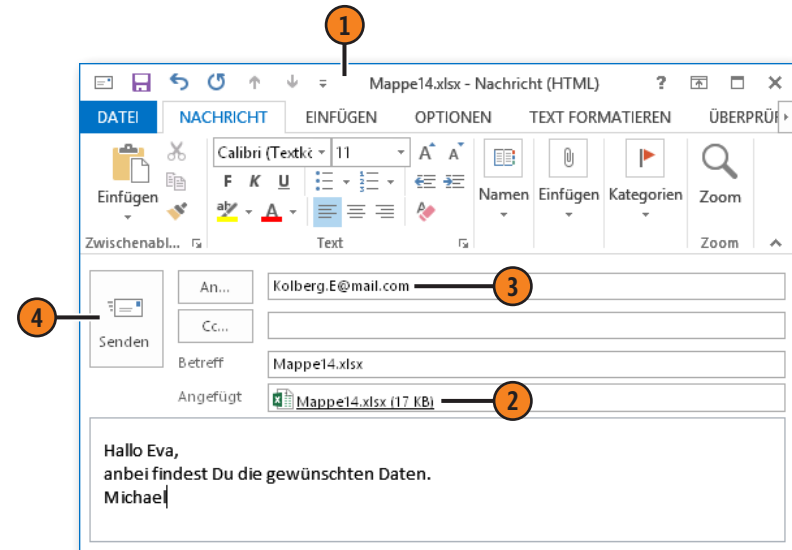 1
Mappe14.xlsx - Nachricht (HTML) ?
DATEI NACHRICHT EINFÜGEN OPTIONEN TEXT FORMATIEREN ÜBERPRÜF
Calibri (Textkö 11 A A
Einfügen F K U Namen Einfügen Kategorien Zoom
ab A
Zwischenabl... Text Zoom
An... Kolberg.E@mail.com 3
4 Senden Cc...
Betreff Mappe14.xlsx
Angefügt Mappe14.xlsx (17 KB) 2
Hallo Eva,
anbei findest Du die gewünschten Daten.
Michael